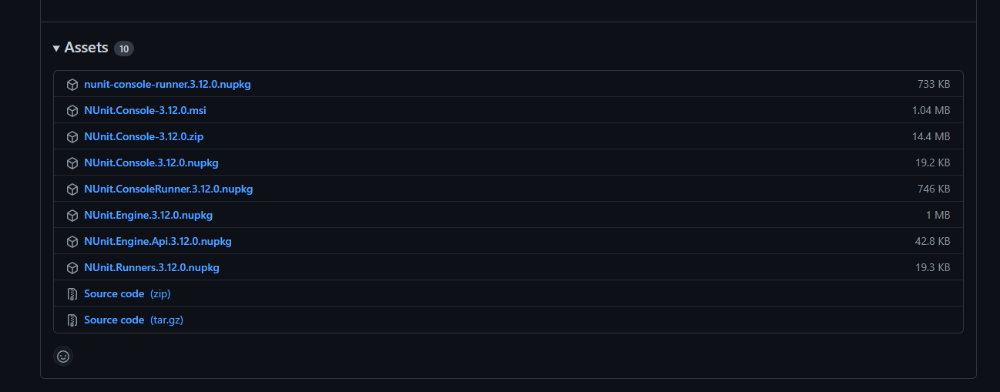 Assets 10
nunit-console-runner.3.12.0.nupkg 733 KB
NUnit.Console-3.12.0.msi 1.04 MB
NUnit.Console-3.12.0.zip 14.4 MB
NUnit.Console.3.12.0.nupkg 19.2 KB
NUnit.ConsoleRunner.3.12.0.nupkg 746 KB
NUnit.Engine.3.12.0.nupkg 1 MB
NUnit.Engine.Api.3.12.0.nupkg 42.8 KB
NUnit.Runners.3.12.0.nupkg 19.3 KB
Source code (zip)
Source code (tar.gz)